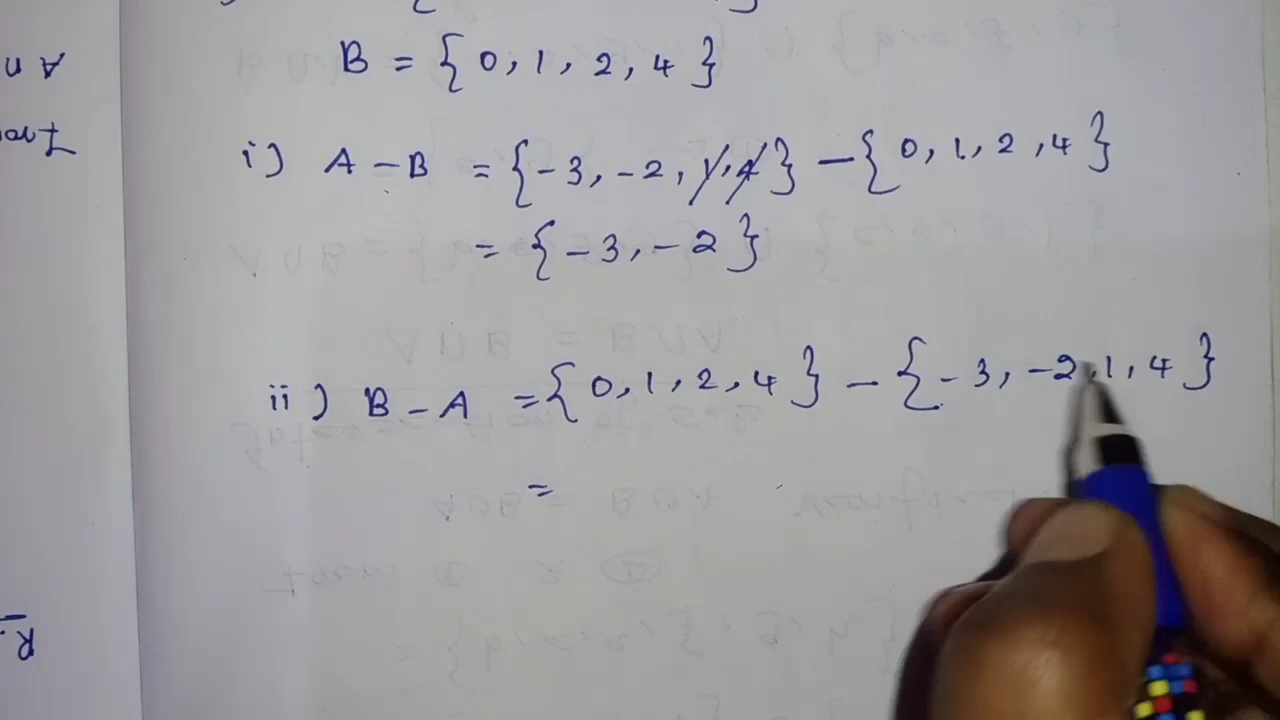 B = { 0, 1, 2, 4 }
i) A - B = { -3, -2, 1, 4 } - { 0, 1, 2, 4 }
= { -3, -2 }
ii) B - A = { 0, 1, 2, 4 } - { -3, -2, 1, 4 }
=